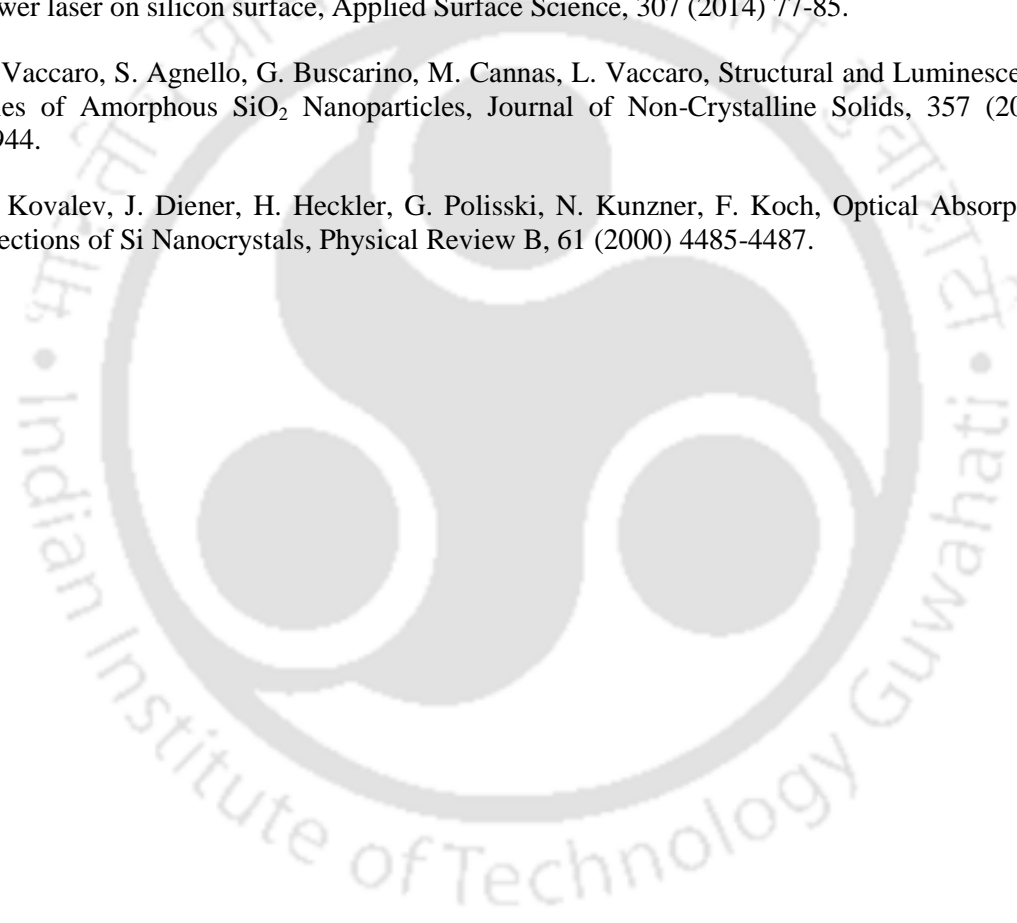 wer laser on silicon surface, Applied Surface Science, 307 (2014) 77-85.
Vaccaro, S. Agnello, G. Buscarino, M. Cannas, L. Vaccaro, Structural and Luminesce
es of Amorphous SiO₂ Nanoparticles, Journal of Non-Crystalline Solids, 357 (20
944.
Kovalev, J. Diener, H. Heckler, G. Polisski, N. Kunzner, F. Koch, Optical Absorp
ections of Si Nanocrystals, Physical Review B, 61 (2000) 4485-4487.
Indian Institute of Technology Guwahati